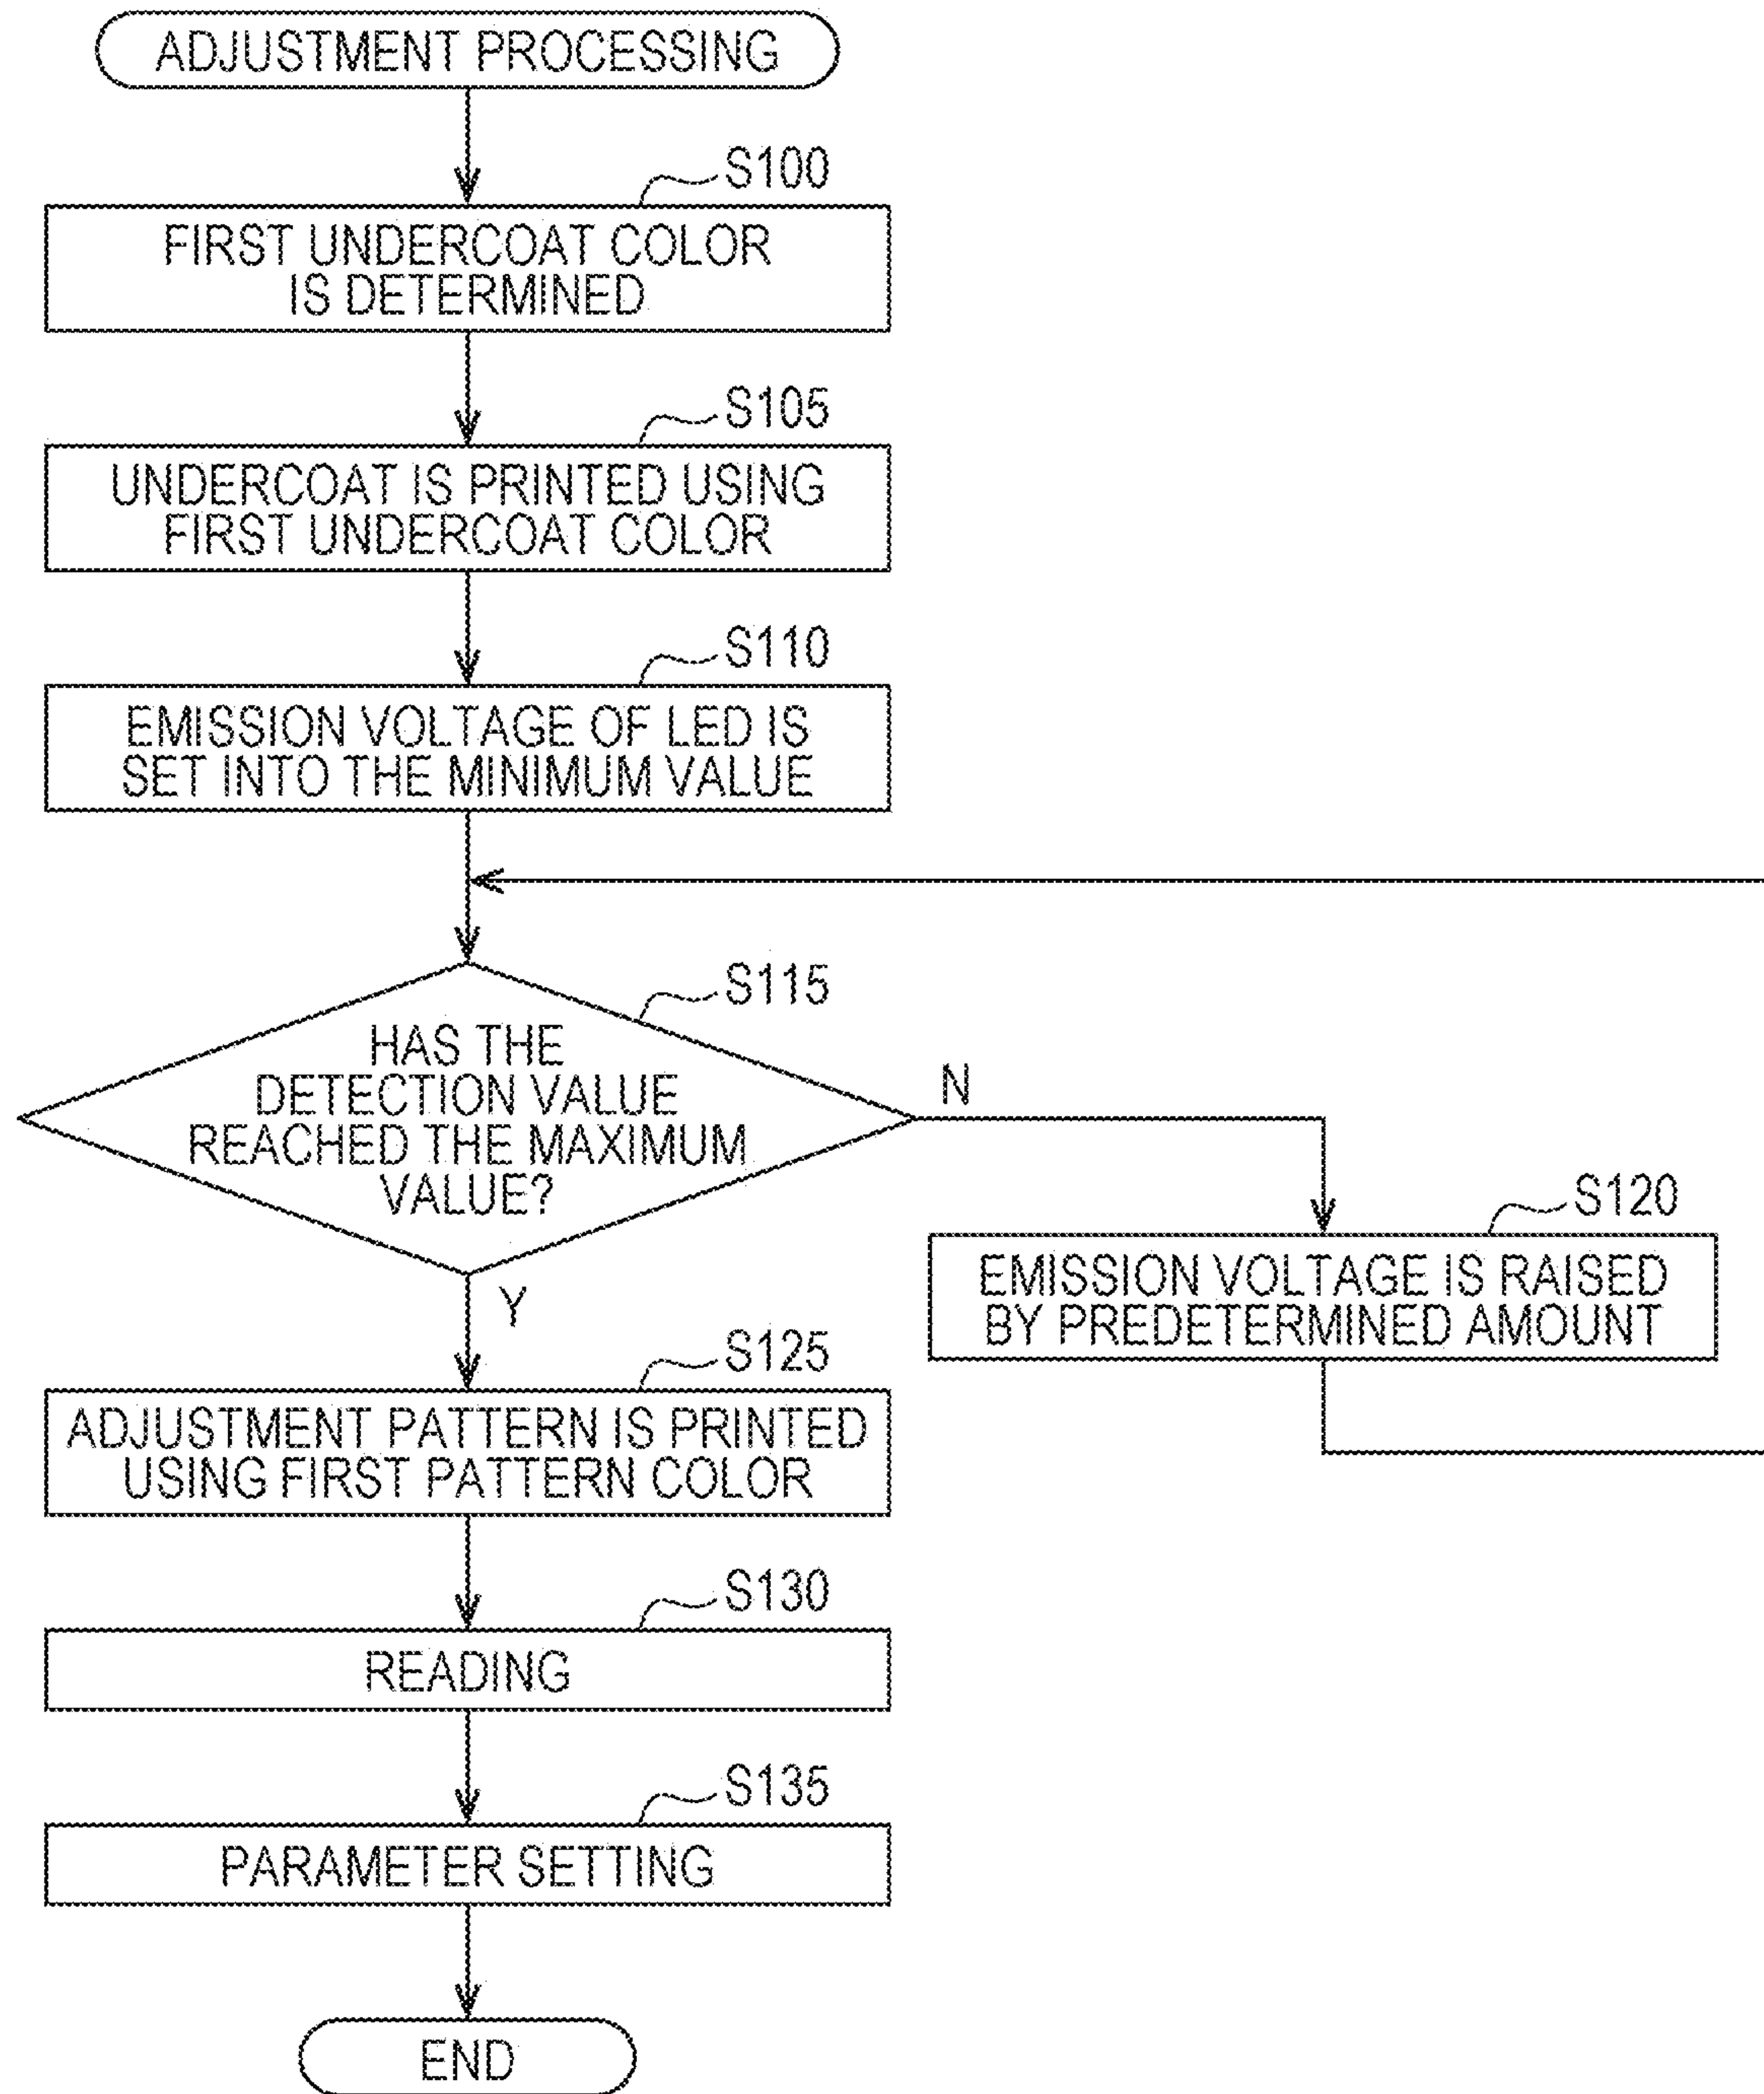 ADJUSTMENT PROCESSING
S100
FIRST UNDERCOAT COLOR
IS DETERMINED
S105
UNDERCOAT IS PRINTED USING
FIRST UNDERCOAT COLOR
S110
EMISSION VOLTAGE OF LED IS
SET INTO THE MINIMUM VALUE
S115
HAS THE
DETECTION VALUE
REACHED THE MAXIMUM
VALUE?
N
S120
EMISSION VOLTAGE IS RAISED
BY PREDETERMINED AMOUNT
Y
S125
ADJUSTMENT PATTERN IS PRINTED
USING FIRST PATTERN COLOR
S130
READING
S135
PARAMETER SETTING
END